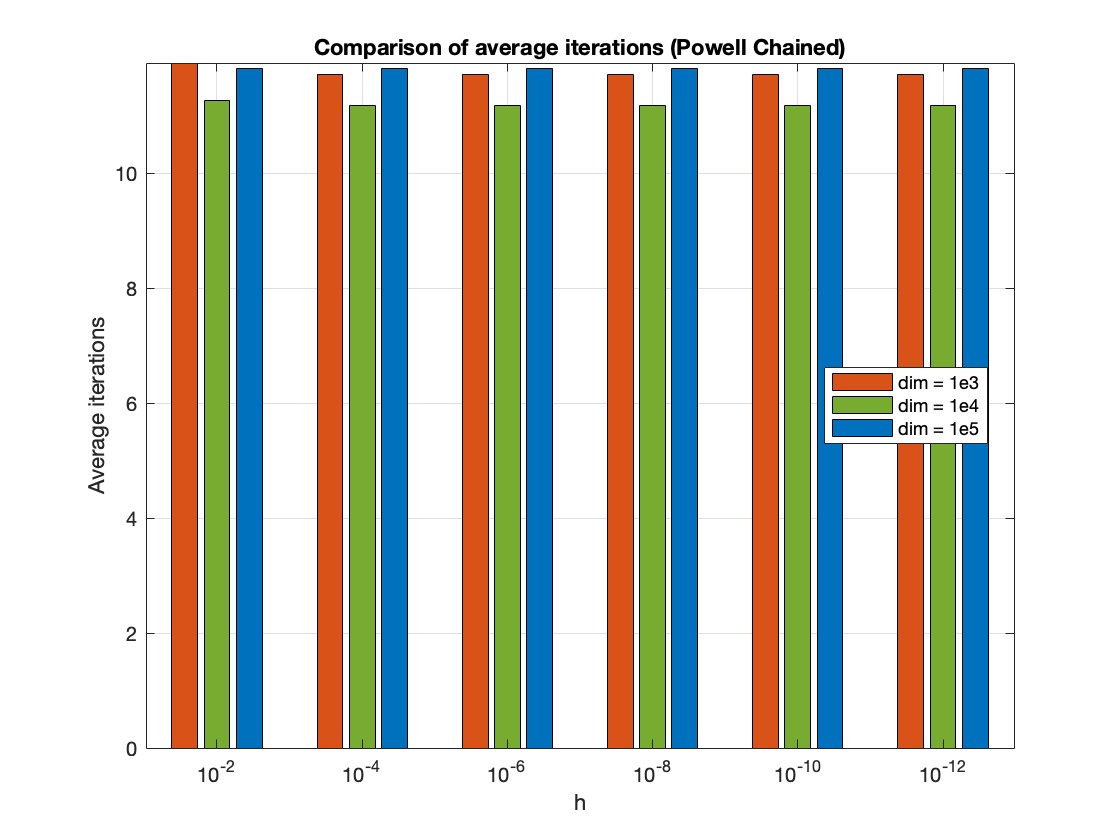 Comparison of average iterations (Powell Chained)
Average iterations
10
8
6
4
2
0
dim = 1e3
dim = 1e4
dim = 1e5
10^-2 10^-4 10^-6 10^-8 10^-10 10^-12
h